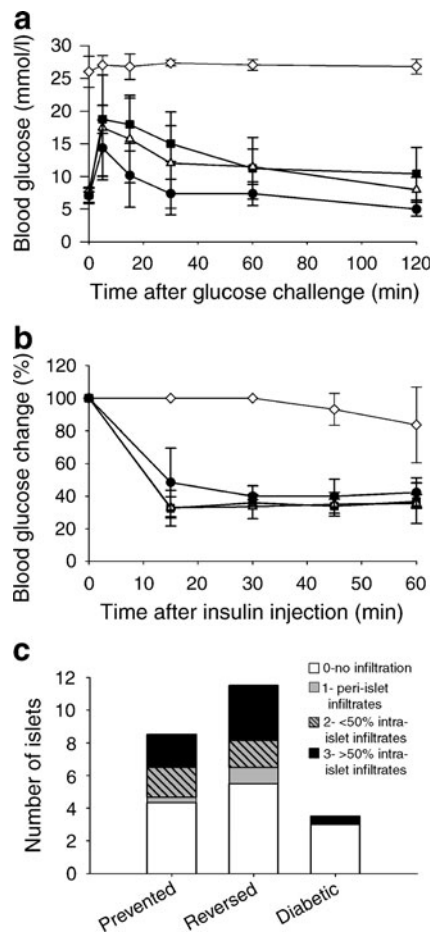 a
Blood glucose (mmol/l)
30
25
20
15
10
5
0
0 20 40 60 80 100 120
Time after glucose challenge (min)
b
Blood glucose change (%)
120
100
80
60
40
20
0
0 10 20 30 40 50 60
Time after insulin injection (min)
c
Number of islets
12
10
8
6
4
2
0
0-no infiltration
1- peri-islet
infiltrates
2- <50% intra-
islet infiltrates
3- >50% intra-
islet infiltrates
Prevented
Reversed
Diabetic